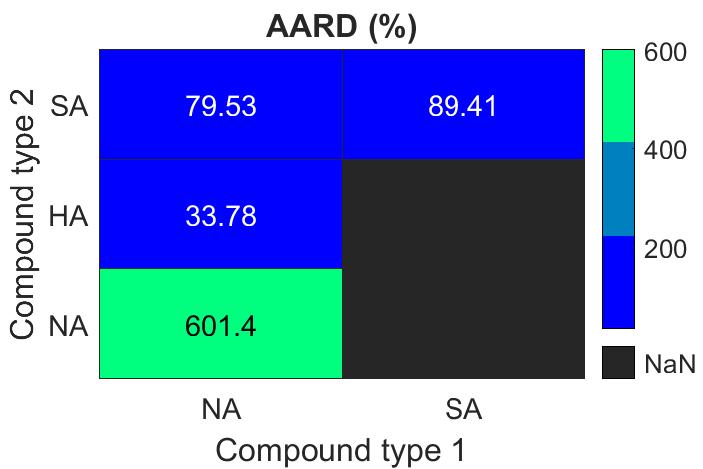 AARD (%)
600
SA 79.53 89.41
400
Compound type 2
HA 33.78
200
NA 601.4
NaN
NA SA
Compound type 1